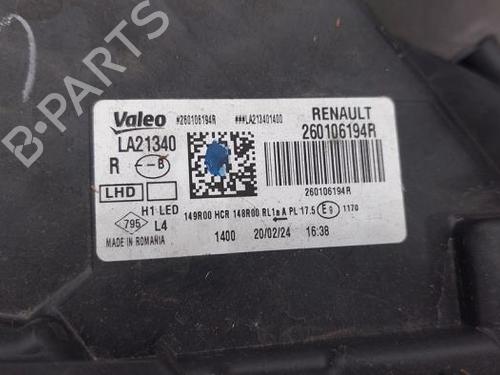 B-PARTS
Valeo #260106194R ###LA213401400 RENAULT
LA21340 260106194R
R ←-B
LHD
260106194R
H1 LED 149R00 HCR 148R00 RL1a A PL 17.5 E9 1170
795 L4
MADE IN ROMANIA 1400 20/02/24 16:38